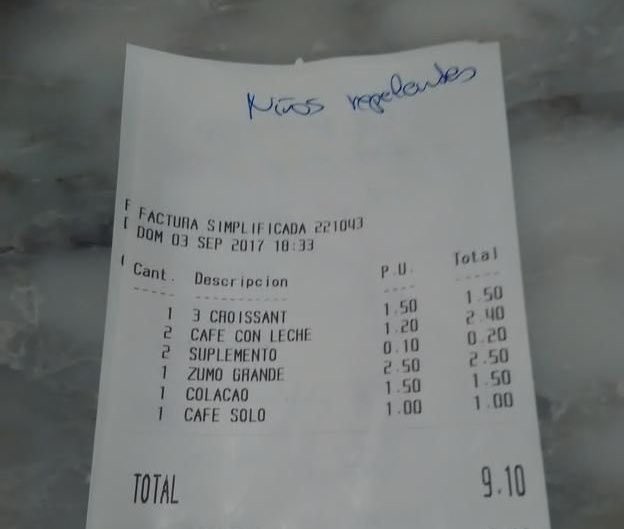 Niños repelentes
FACTURA SIMPLIFICADA 221043
DOM 03 SEP 2017 18:33
Cant. Descripcion P.U. Total
1 3 CROISSANT 1.50 1.50
2 CAFE CON LECHE 1.20 2.40
2 SUPLEMENTO 0.10 0.20
1 ZUMO GRANDE 2.50 2.50
1 COLACAO 1.50 1.50
1 CAFE SOLO 1.00 1.00
TOTAL 9.10